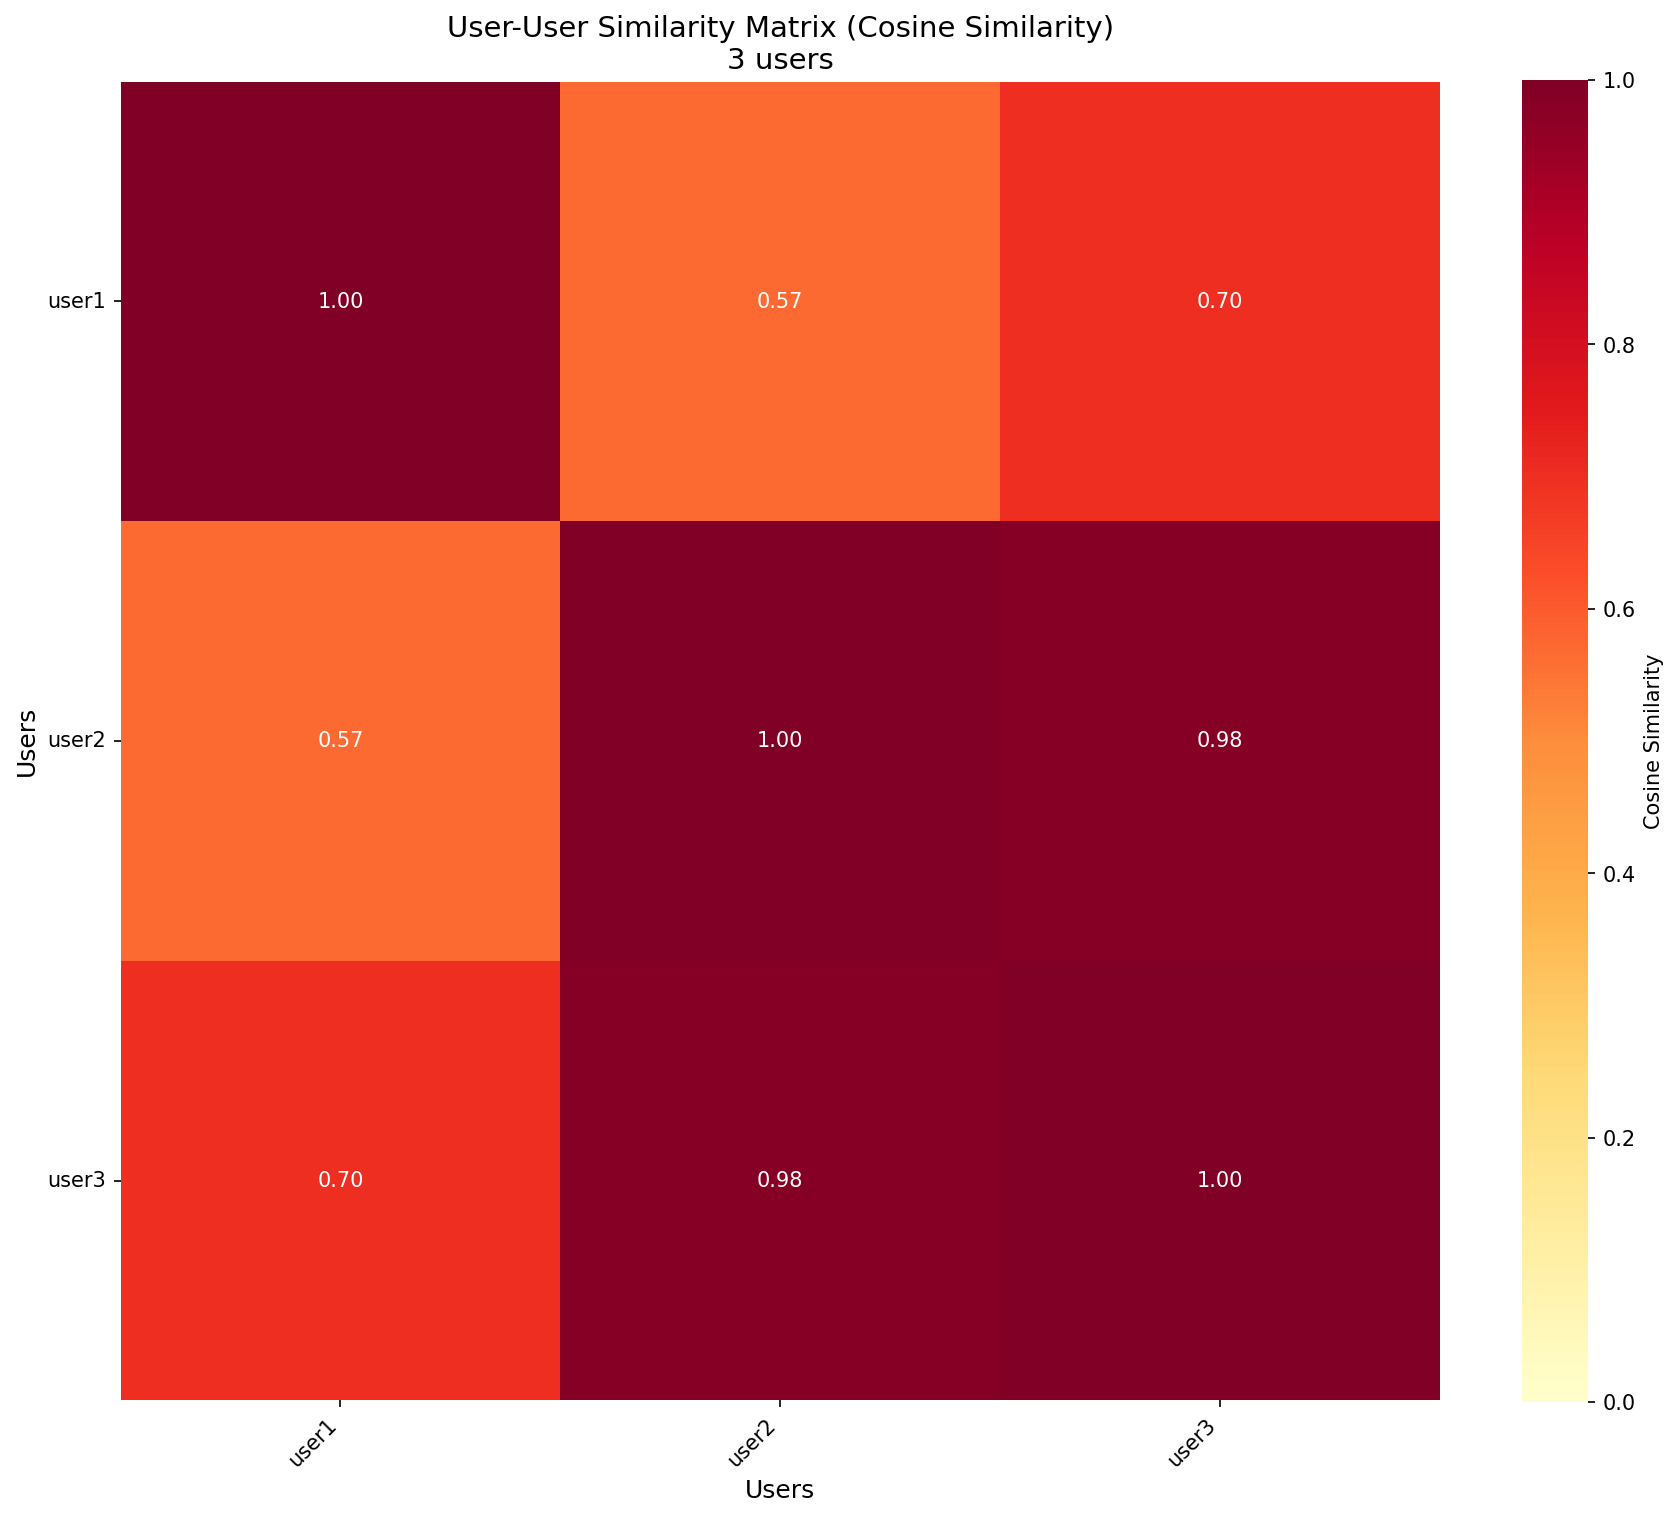 User-User Similarity Matrix (Cosine Similarity)
3 users
1.0
user1
1.00
0.57
0.70
0.8
0.6
Users
user2
0.57
1.00
0.98
Cosine Similarity
0.4
0.2
user3
0.70
0.98
1.00
0.0
user1
user2
user3
Users